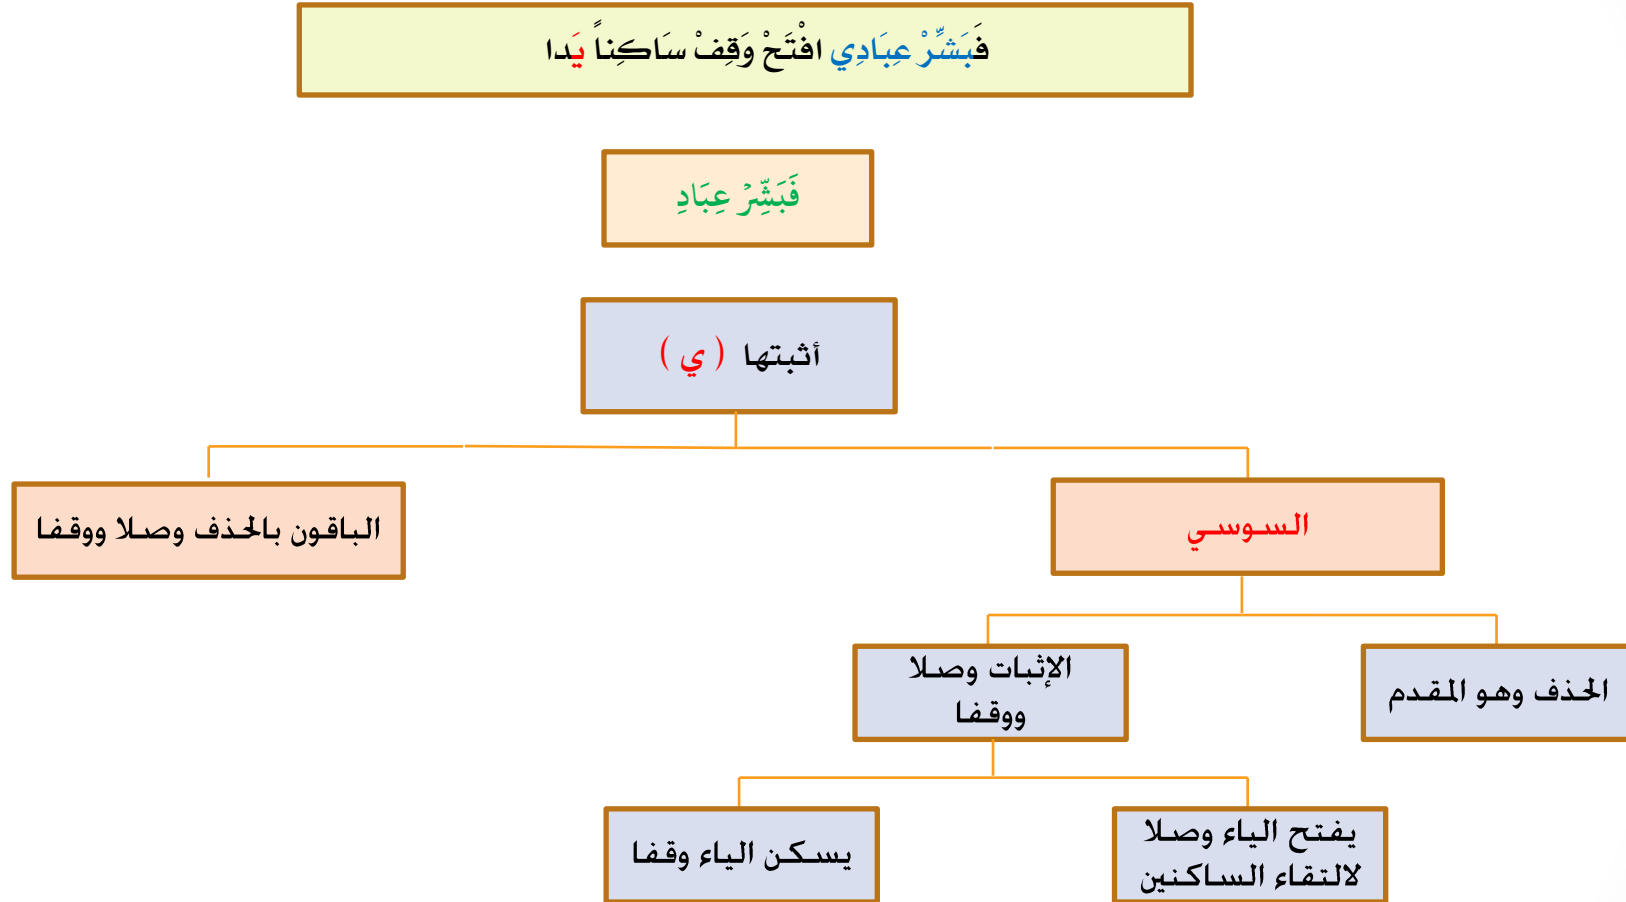 فَبَشِّرْ عِبَادِي افْتَحْ وَقِفْ سَاكِناً يَدا
فَبَشِّرۡ عِبَادِ
أثبتها ( ي )
السوسي
الباقون بالحذف وصلا ووقفا
الحذف وهو المقدم
الإثبات وصلا
ووقفا
يفتح الياء وصلا
لالتقاء الساكنين
يسكن الياء وقفا